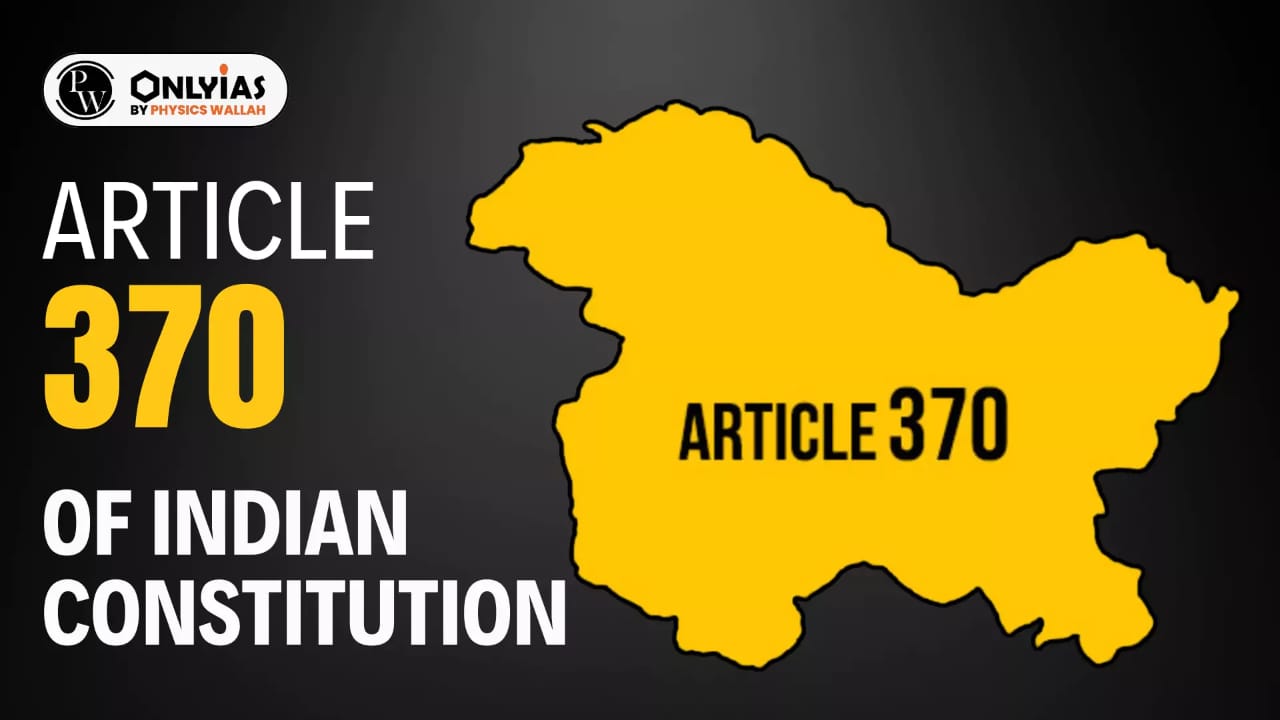 PW
ONLYIAS
BY PHYSICS WALLAH
ARTICLE
370
OF INDIAN
CONSTITUTION
ARTICLE 370